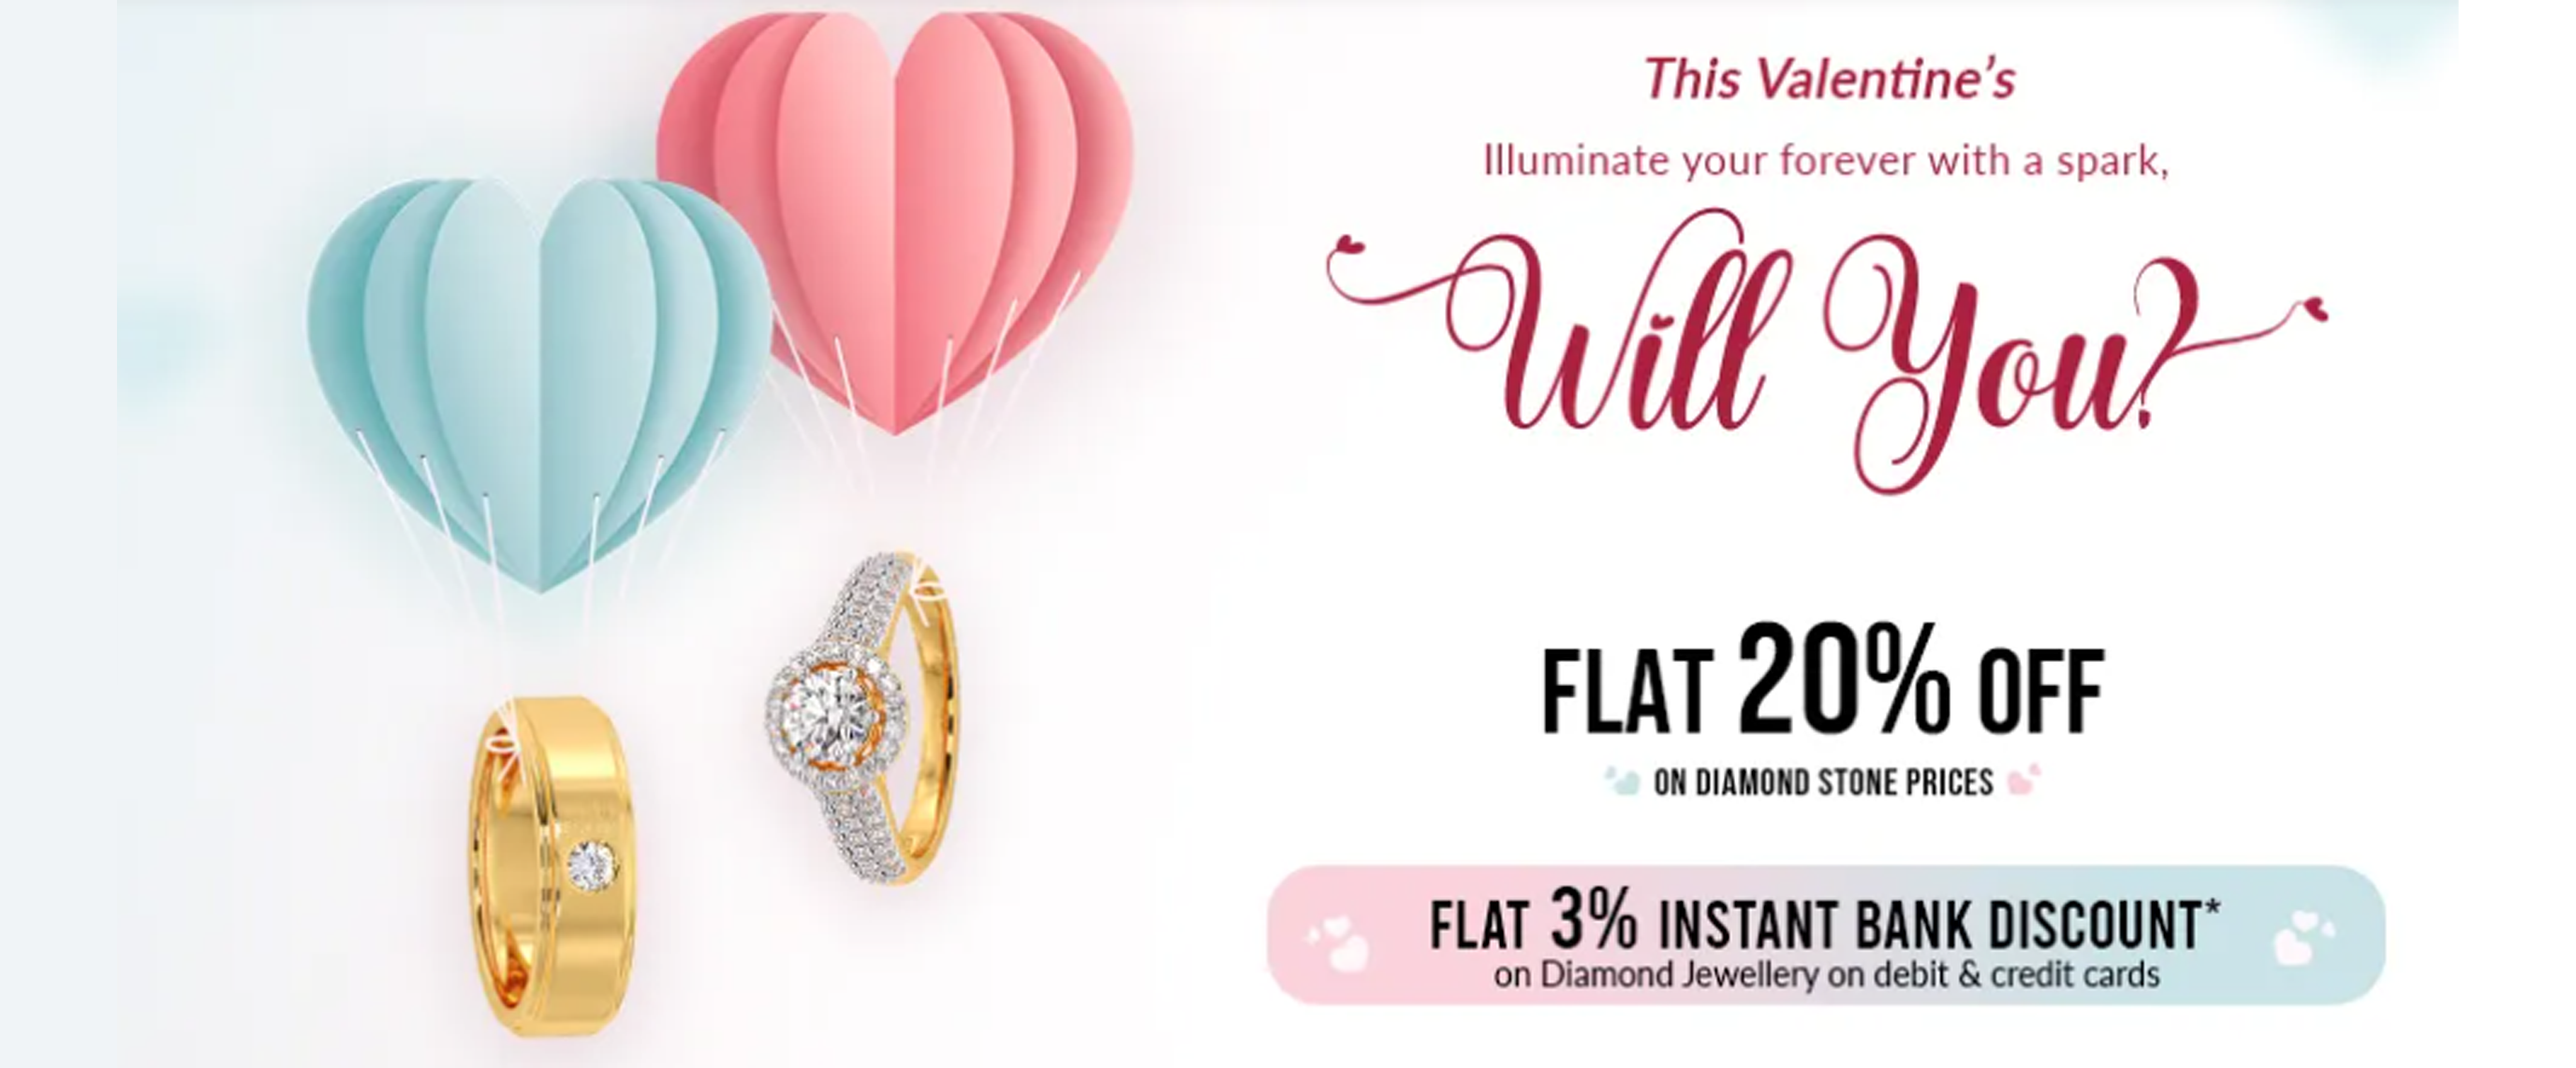 This Valentine's
Illuminate your forever with a spark,
Will You?
FLAT 20% OFF
ON DIAMOND STONE PRICES
FLAT 3% INSTANT BANK DISCOUNT*
on Diamond Jewellery on debit & credit cards